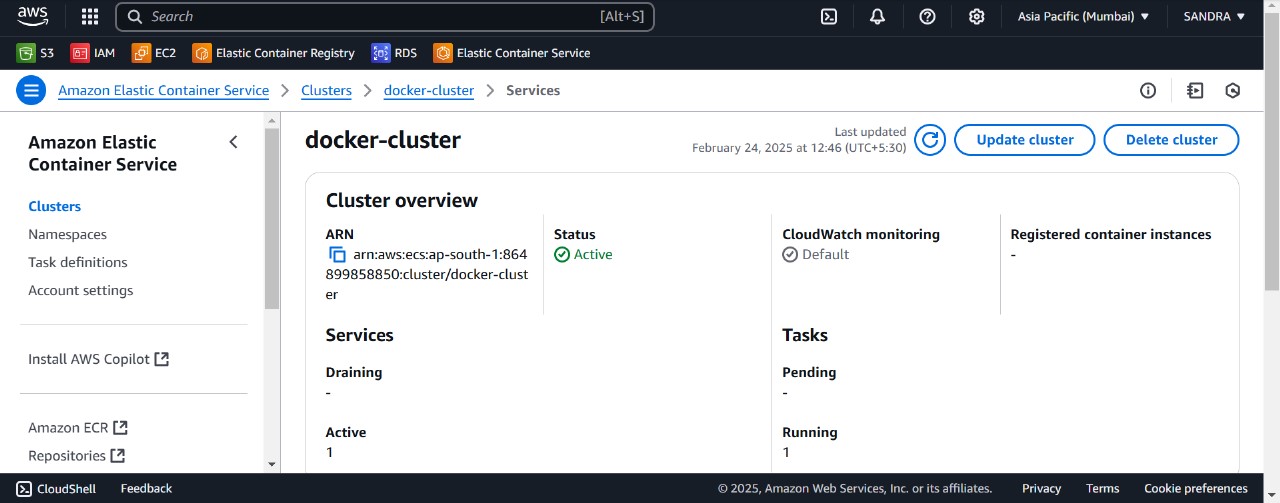 aws
Search [Alt+S]
Asia Pacific (Mumbai) ▼ SANDRA ▼
S3 IAM EC2 Elastic Container Registry RDS Elastic Container Service
Amazon Elastic Container Service > Clusters > docker-cluster > Services
Amazon Elastic
Container Service
Clusters
Namespaces
Task definitions
Account settings
Install AWS Copilot
Amazon ECR
Repositories
docker-cluster
Last updated
February 24, 2025 at 12:46 (UTC+5:30)
Update cluster
Delete cluster
Cluster overview
ARN
arn:aws:ecs:ap-south-1:864
899858850:cluster/docker-clust
er
Status
Active
CloudWatch monitoring
Default
Registered container instances
-
Services
Draining
-
Active
1
Tasks
Pending
-
Running
1
CloudShell Feedback
© 2025, Amazon Web Services, Inc. or its affiliates. Privacy Terms Cookie preferences